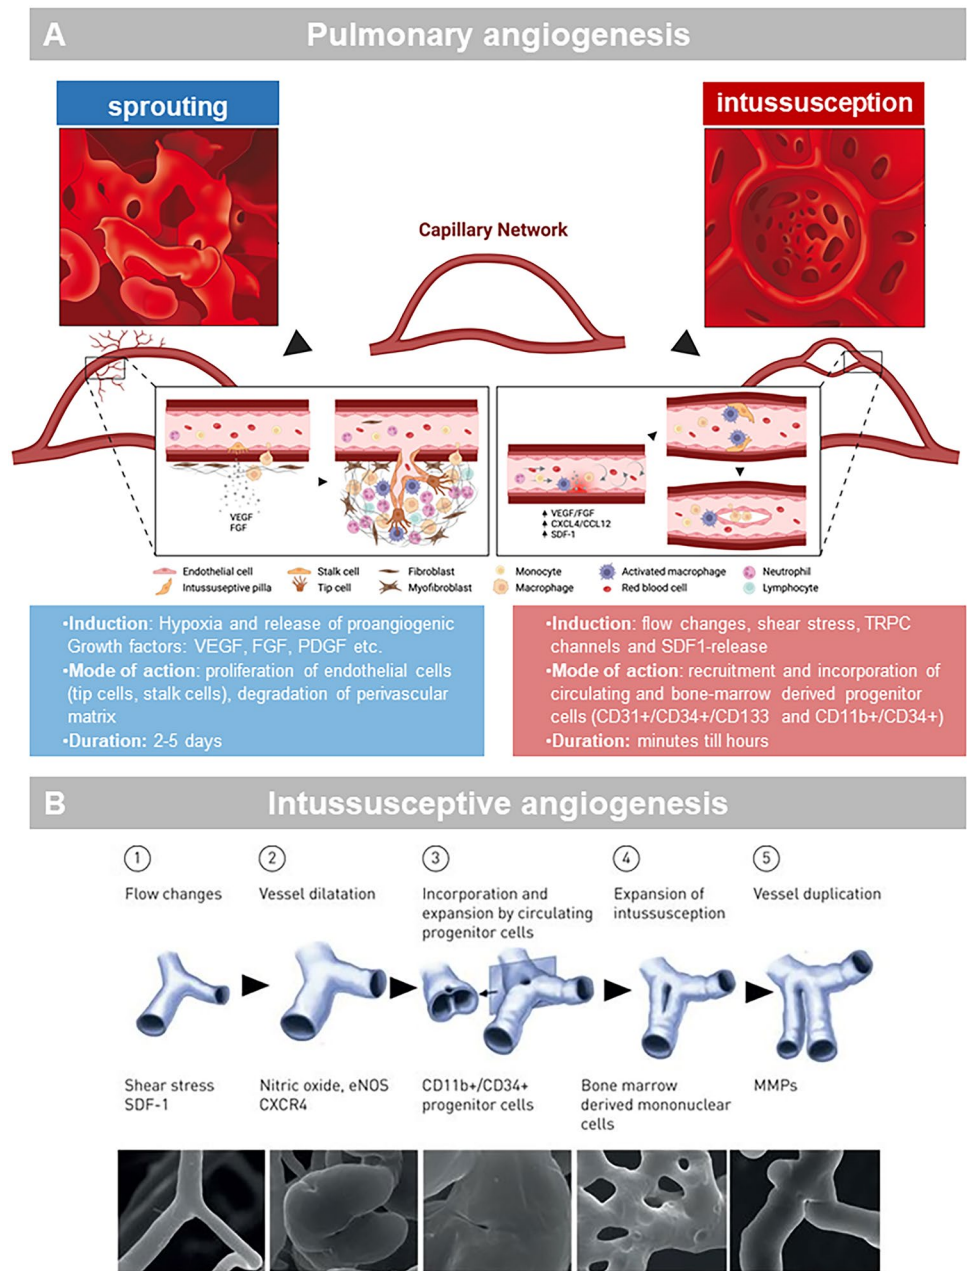 A
Pulmonary angiogenesis
sprouting
intussusception
Capillary Network
VEGF
FGF
VEGF/FGF
CXCL4/CCL12
SDF-1
Endothelial cell
Stalk cell
Fibroblast
Monocyte
Activated macrophage
Neutrophil
Intussuseptive pilla
Tip cell
Myofibroblast
Macrophage
Red blood cell
Lymphocyte
•Induction: Hypoxia and release of proangiogenic
Growth factors: VEGF, FGF, PDGF etc.
•Mode of action: proliferation of endothelial cells
(tip cells, stalk cells), degradation of perivascular
matrix
•Duration: 2-5 days
•Induction: flow changes, shear stress, TRPC
channels and SDF1-release
•Mode of action: recruitment and incorporation of
circulating and bone-marrow derived progenitor
cells (CD31+/CD34+/CD133 and CD11b+/CD34+)
•Duration: minutes till hours
B
Intussusceptive angiogenesis
1
Flow changes
2
Vessel dilatation
3
Incorporation and
expansion by circulating
progenitor cells
4
Expansion of
intussusception
5
Vessel duplication
Shear stress
SDF-1
Nitric oxide, eNOS
CXCR4
CD11b+/CD34+
progenitor cells
Bone marrow
derived mononuclear
cells
MMPs